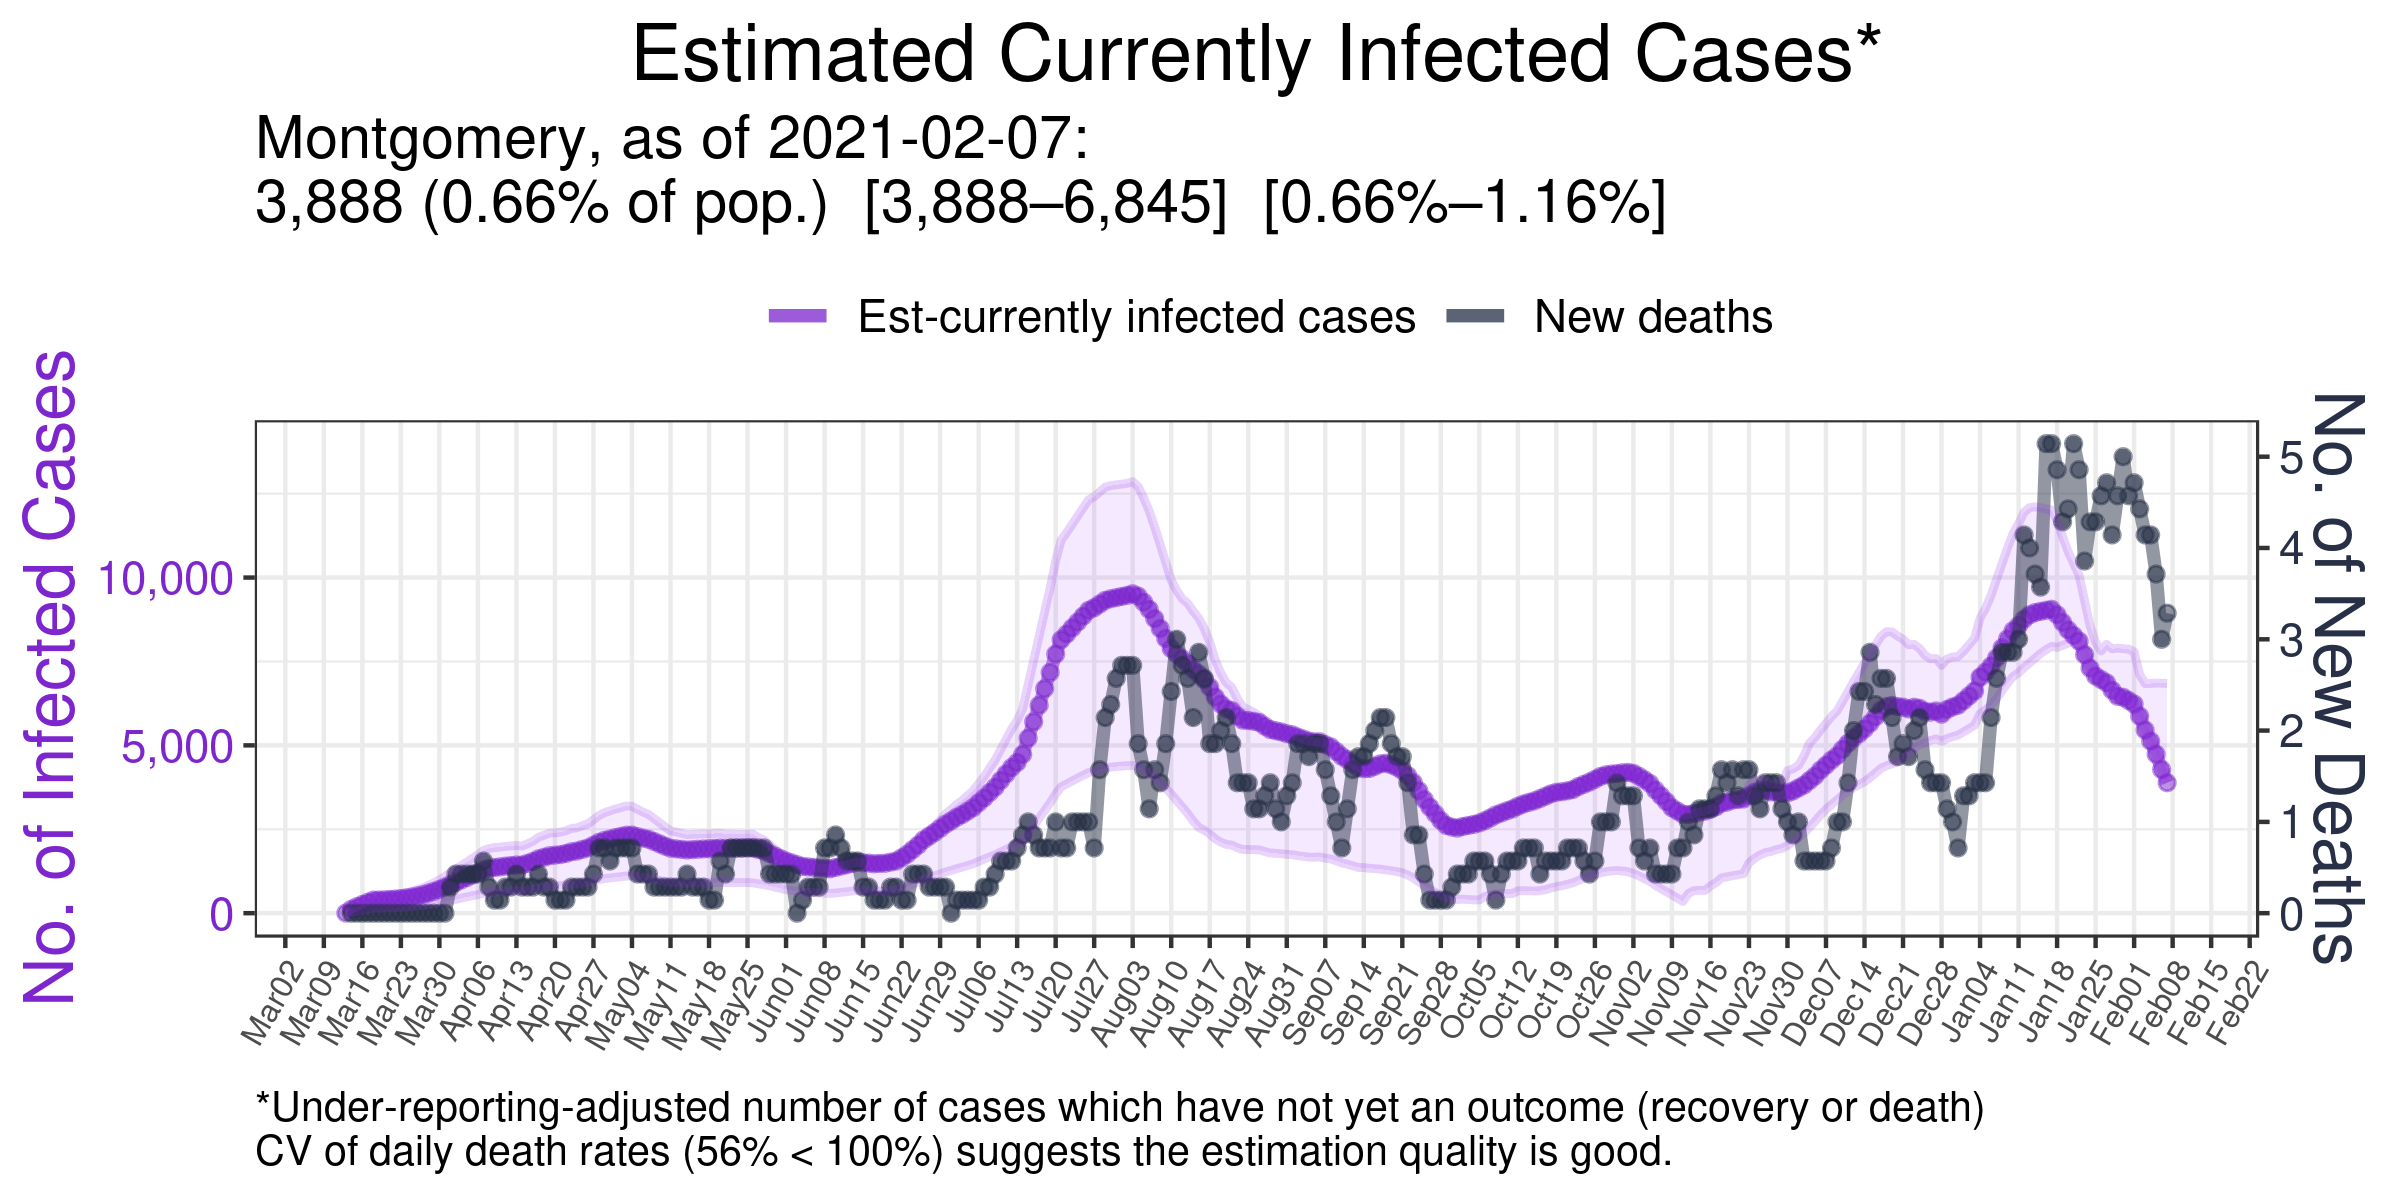 Estimated Currently Infected Cases*
Montgomery, as of 2021-02-07:
3,888 (0.66% of pop.) [3,888–6,845] [0.66%–1.16%]
Est-currently infected cases New deaths
No. of Infected Cases
10,000
5,000
0
5
4
3
2
1
0
No. of New Deaths
Mar02 Mar09 Mar16 Mar23 Mar30 Apr06 Apr13 Apr20 Apr27 May04 May11 May18 May25 Jun01 Jun08 Jun15 Jun22 Jun29 Jul06 Jul13 Jul20 Jul27 Aug03 Aug10 Aug17 Aug24 Aug31 Sep07 Sep14 Sep21 Sep28 Oct05 Oct12 Oct19 Oct26 Nov02 Nov09 Nov16 Nov23 Nov30 Dec07 Dec14 Dec21 Dec28 Jan04 Jan11 Jan18 Jan25 Feb01 Feb08 Feb15 Feb22
*Under-reporting-adjusted number of cases which have not yet an outcome (recovery or death)
CV of daily death rates (56% < 100%) suggests the estimation quality is good.